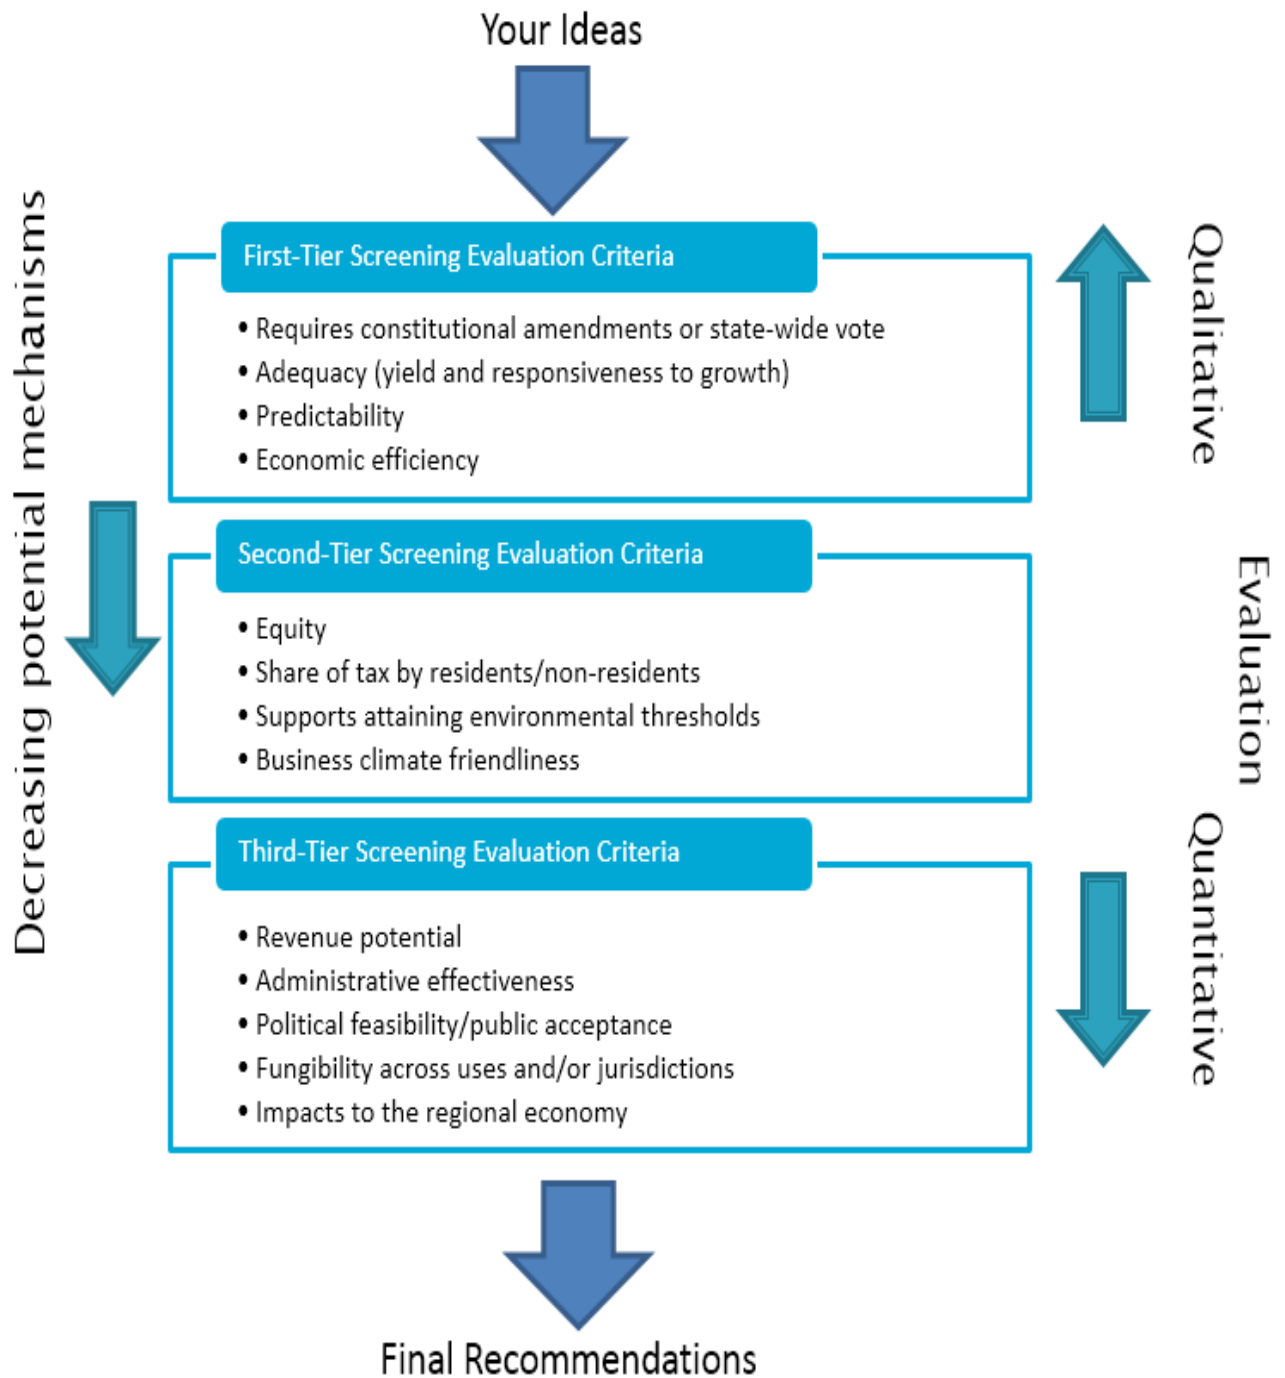 Your Ideas
Decreasing potential mechanisms
First-Tier Screening Evaluation Criteria
• Requires constitutional amendments or state-wide vote
• Adequacy (yield and responsiveness to growth)
• Predictability
• Economic efficiency
Qualitative
Second-Tier Screening Evaluation Criteria
• Equity
• Share of tax by residents/non-residents
• Supports attaining environmental thresholds
• Business climate friendliness
Evaluation
Third-Tier Screening Evaluation Criteria
• Revenue potential
• Administrative effectiveness
• Political feasibility/public acceptance
• Fungibility across uses and/or jurisdictions
• Impacts to the regional economy
Quantitative
Final Recommendations